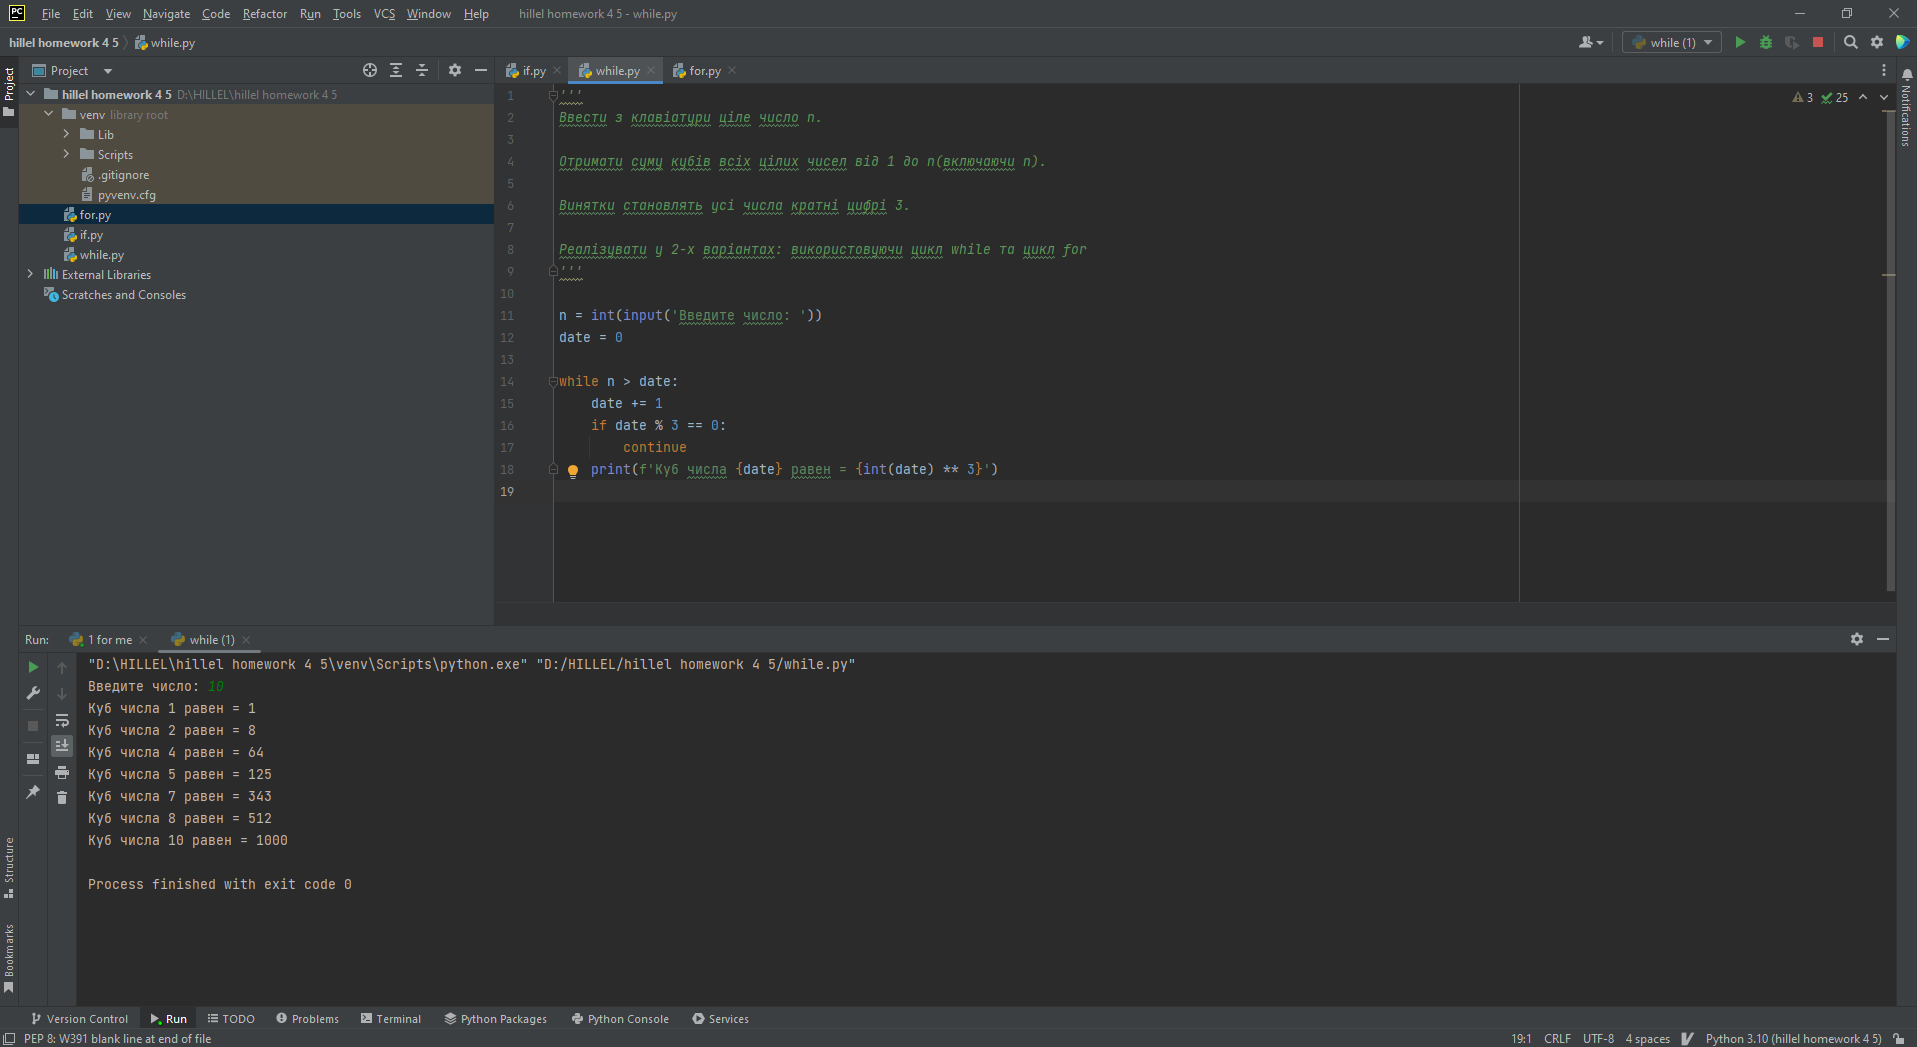 PC File Edit View Navigate Code Refactor Run Tools VCS Window Help hillel homework 4 5 - while.py
hillel homework 4 5 while.py while (1)
Project
Project
hillel homework 4 5 D:\HILLEL\hillel homework 4 5
venv library root
Lib
Scripts
.gitignore
pyvenv.cfg
for.py
if.py
while.py
External Libraries
Scratches and Consoles
if.py while.py for.py
3 25
Notifications
1 '''
2 Ввести з клавіатури ціле число n.
3
4 Отримати суму кубів всіх цілих чисел від 1 до n(включаючи n).
5
6 Винятки становлять усі числа кратні цифрі 3.
7
8 Реалізувати у 2-х варіантах: використовуючи цикл while та цикл for
9 '''
10
11 n = int(input('Введите число: '))
12 date = 0
13
14 while n > date:
15 date += 1
16 if date % 3 == 0:
17 continue
18 print(f'Куб числа {date} равен = {int(date) ** 3}')
19
Run: 1 for me while (1)
"D:\HILLEL\hillel homework 4 5\venv\Scripts\python.exe" "D:/HILLEL/hillel homework 4 5/while.py"
Введите число: 10
Куб числа 1 равен = 1
Куб числа 2 равен = 8
Куб числа 4 равен = 64
Куб числа 5 равен = 125
Куб числа 7 равен = 343
Куб числа 8 равен = 512
Куб числа 10 равен = 1000
Process finished with exit code 0
Structure
Bookmarks
Version Control Run TODO Problems Terminal Python Packages Python Console Services
PEP 8: W391 blank line at end of file 19:1 CRLF UTF-8 4 spaces Python 3.10 (hillel homework 4 5)